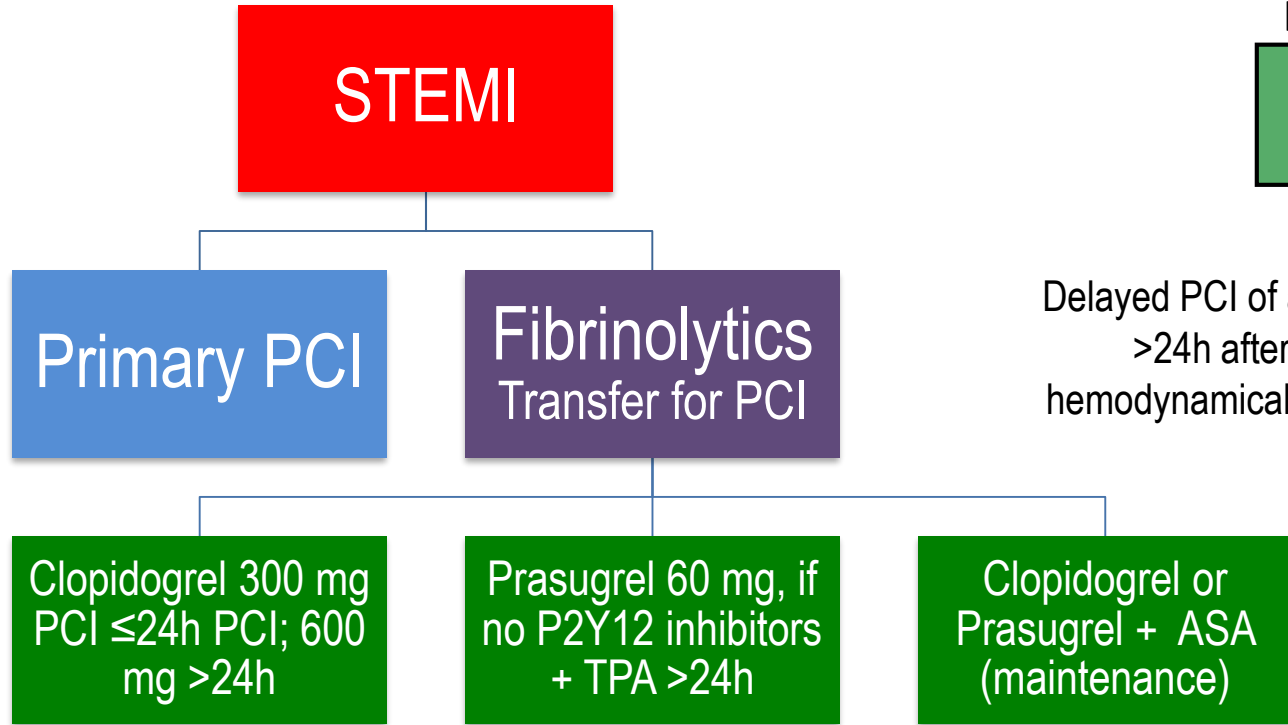 STEMI
Primary PCI
Fibrinolytics
Transfer for PCI
Delayed PCI of
>24h after
hemodynamical
Clopidogrel 300 mg
PCI ≤24h PCI; 600
mg >24h
Prasugrel 60 mg, if
no P2Y12 inhibitors
+ TPA >24h
Clopidogrel or
Prasugrel + ASA
(maintenance)